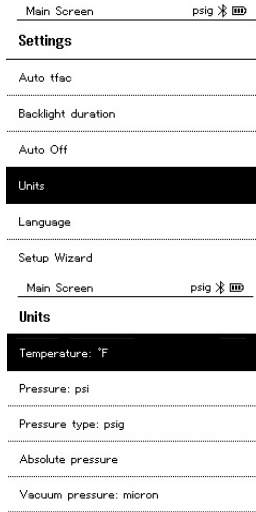 Main Screen psig
Settings
Auto tfac
Backlight duration
Auto Off
Units
Language
Setup Wizard
Main Screen psig
Units
Temperature: °F
Pressure: psi
Pressure type: psig
Absolute pressure
Vacuum pressure: micron